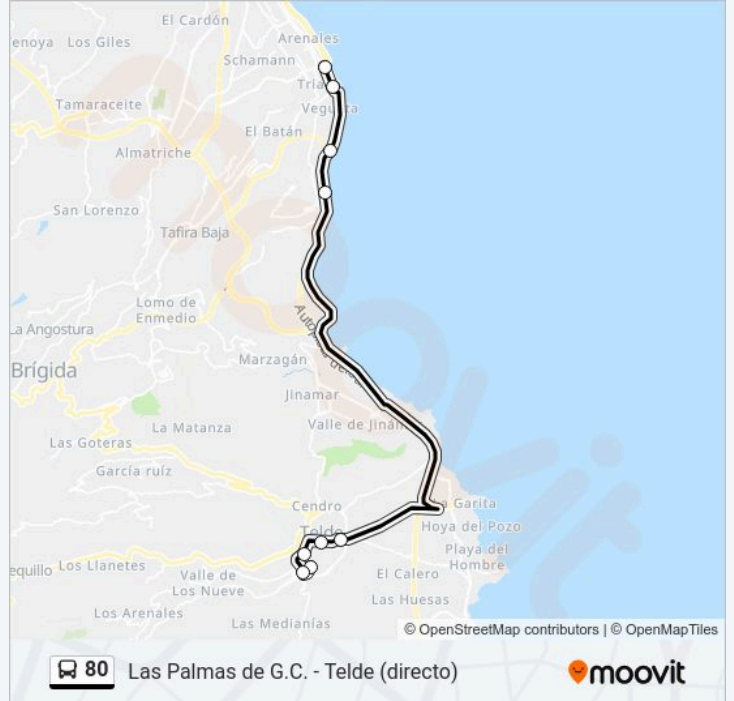 El Cardón
Arenales
enoya
Los Giles
Schamann
Tria
Tamaraceite
Vegueta
El Batán
Almatriche
San Lorenzo
Tafira Baja
Lomo de
Enmedio
a Angostura
Autopista del
Brígida
Marzagán
Jinamar
La Matanza
Valle de Jinám
Las Goteras
García ruíz
Cendro
La Garita
Telde
Hoya del Pozo
Playa del
Hombre
equillo
Los Llanetes
Valle de
Los Nueve
El Calero
Los Arenales
Las Huesas
Las Medianías
© OpenStreetMap contributors | © OpenMapTiles
80
Las Palmas de G.C. - Telde (directo)
moovit